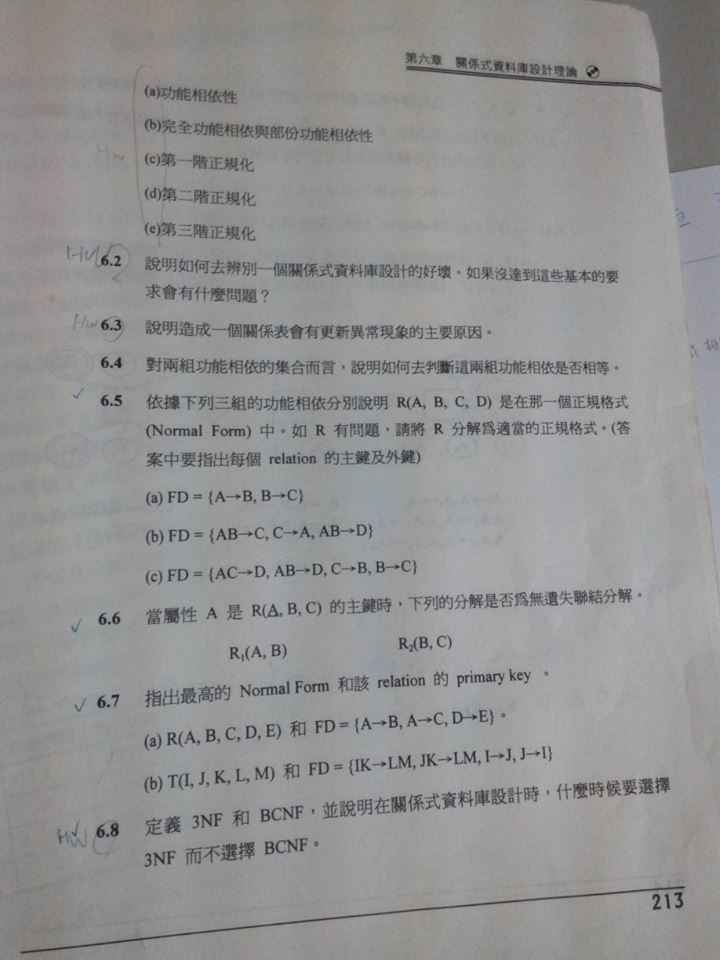 第六章 關係式資料庫設計理論
(a)功能相依性
(b)完全功能相依與部份功能相依性
Hw
(c)第一階正規化
(d)第二階正規化
(e)第三階正規化
HW 6.2 說明如何去辨別一個關係式資料庫設計的好壞。如果沒達到這些基本的要
求會有什麼問題？
Hw 6.3 說明造成一個關係表會有更新異常現象的主要原因。
6.4 對兩組功能相依的集合而言，說明如何去判斷這兩組功能相依是否相等。
✓ 6.5 依據下列三組的功能相依分別說明 R(A, B, C, D) 是在那一個正規格式
(Normal Form) 中。如 R 有問題，請將 R 分解爲適當的正規格式。(答
案中要指出每個 relation 的主鍵及外鍵)
(a) FD = {A→B, B→C}
(b) FD = {AB→C, C→A, AB→D}
(c) FD = {AC→D, AB→D, C→B, B→C}
✓ 6.6 當屬性 A 是 R(A, B, C) 的主鍵時，下列的分解是否爲無遺失聯結分解。
R₁(A, B) R₂(B, C)
✓ 6.7 指出最高的 Normal Form 和該 relation 的 primary key 。
(a) R(A, B, C, D, E) 和 FD = {A→B, A→C, D→E}。
(b) T(I, J, K, L, M) 和 FD = {IK→LM, JK→LM, I→J, J→I}
HW ✓ 6.8 定義 3NF 和 BCNF，並說明在關係式資料庫設計時，什麼時候要選擇
3NF 而不選擇 BCNF。
213